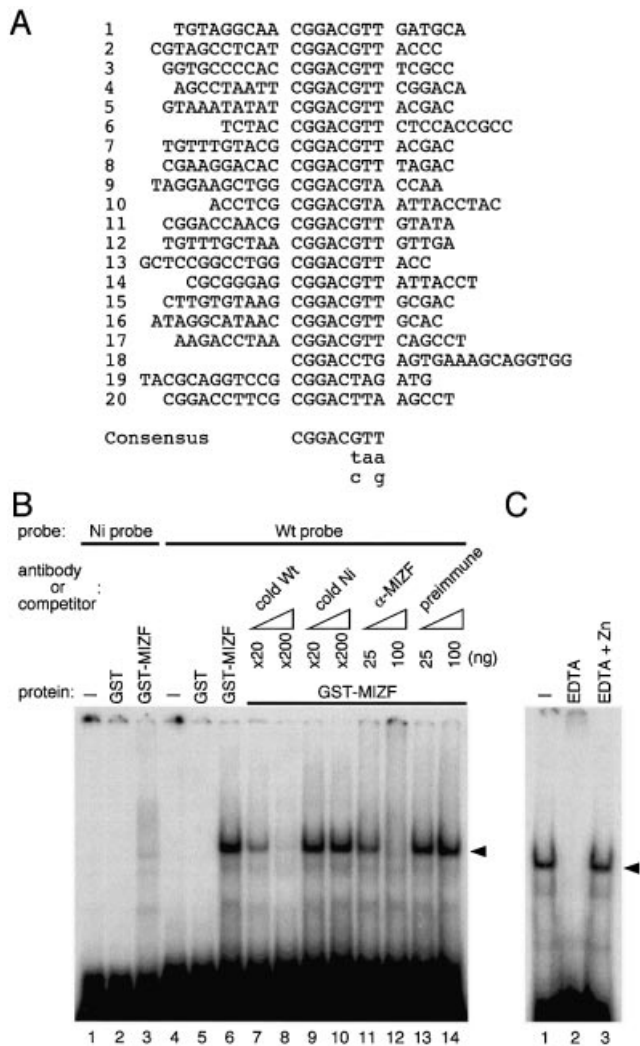 A
1 TGTAGGCAA CGGACGTT GATGCA
2 CGTAGCCTCAT CGGACGTT ACCC
3 GGTGCCCCAC CGGACGTT TCGCC
4 AGCCTAATT CGGACGTT CGGACA
5 GTAAATATAT CGGACGTT ACGAC
6 TCTAC CGGACGTT CTCCACCGCC
7 TGTTTGTACG CGGACGTT ACGAC
8 CGAAGGACAC CGGACGTT TAGAC
9 TAGGAAGCTGG CGGACGTA CCAA
10 ACCTCG CGGACGTA ATTACCTAC
11 CGGACCAACG CGGACGTT GTATA
12 TGTTTGCTAA CGGACGTT GTTGA
13 GCTCCGGCCTGG CGGACGTT ACC
14 CGCGGGAG CGGACGTT ATTACCT
15 CTTGTGTAAG CGGACGTT GCGAC
16 ATAGGCATAAC CGGACGTT GCAC
17 AAGACCTAA CGGACGTT CAGCCT
18 CGGACCTG AGTGAAAGCAGGTGG
19 TACGCAGGTCCG CGGACTAG ATG
20 CGGACCTTCG CGGACTTA AGCCT
Consensus CGGACGTT
taa
c g
B
probe: Ni probe Wt probe
antibody or competitor : cold Wt cold Ni α-MIZF preimmune
x20 x200 x20 x200 25 100 25 100 (ng)
protein: – GST GST-MIZF – GST GST-MIZF GST-MIZF
1 2 3 4 5 6 7 8 9 10 11 12 13 14
C
– EDTA EDTA + Zn
1 2 3